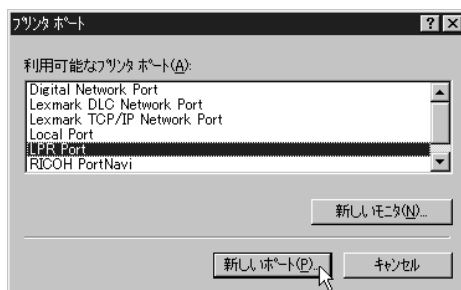 プリンタ ポート
利用可能なプリンタ ポート(A):
Digital Network Port
Lexmark DLC Network Port
Lexmark TCP/IP Network Port
Local Port
LPR Port
RICOH PortNavi
新しいモニタ(N)...
新しいポート(P)...
キャンセル